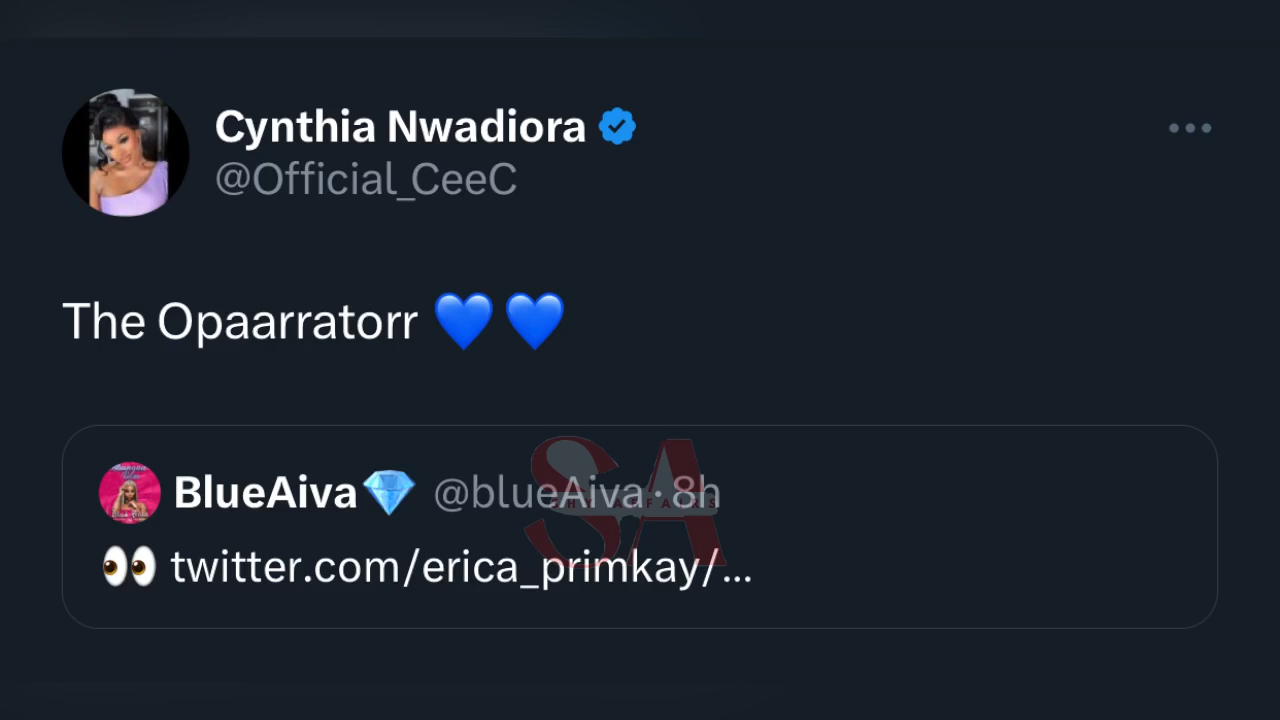 Cynthia Nwadiora
@Official_CeeC
The Opaarratorr 💙 💙
BlueAiva💎 @blueAiva · 8h
👀 twitter.com/erica_primkay/...
SA